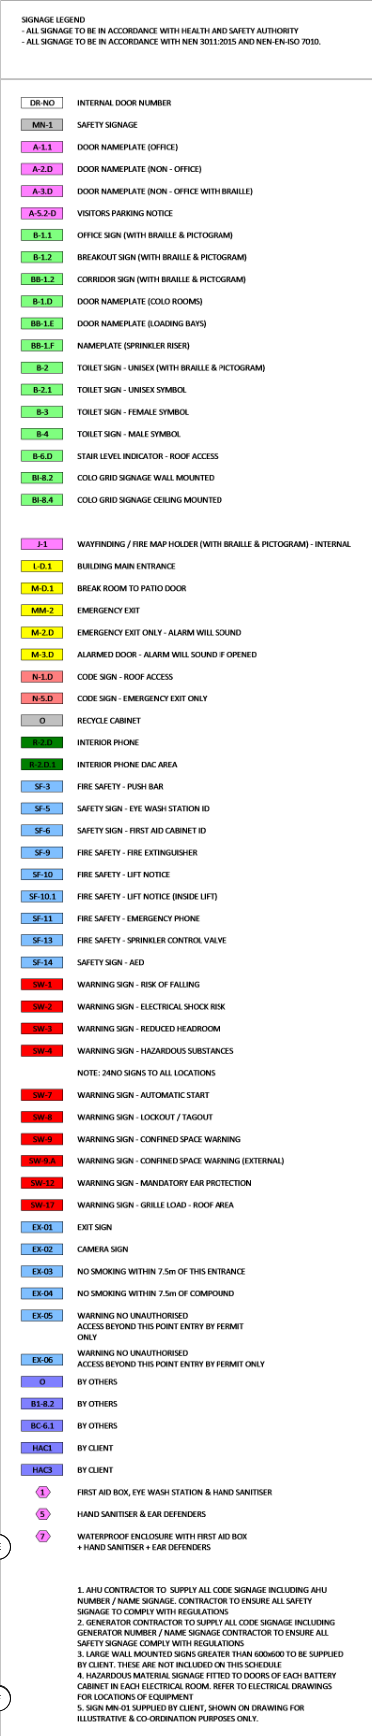 SIGNAGE LEGEND
- ALL SIGNAGE TO BE IN ACCORDANCE WITH HEALTH AND SAFETY AUTHORITY
- ALL SIGNAGE TO BE IN ACCORDANCE WITH NEN 3011:2015 AND NEN-EN-ISO 7010.
DR-NO INTERNAL DOOR NUMBER
MN-1 SAFETY SIGNAGE
A-1.1 DOOR NAMEPLATE (OFFICE)
A-2.D DOOR NAMEPLATE (NON - OFFICE)
A-3.D DOOR NAMEPLATE (NON - OFFICE WITH BRAILLE)
A-5.2-D VISITORS PARKING NOTICE
B-1.1 OFFICE SIGN (WITH BRAILLE & PICTOGRAM)
B-1.2 BREAKOUT SIGN (WITH BRAILLE & PICTOGRAM)
BB-1.2 CORRIDOR SIGN (WITH BRAILLE & PICTOGRAM)
B-1.D DOOR NAMEPLATE (COLO ROOMS)
BB-1.E DOOR NAMEPLATE (LOADING BAYS)
BB-1.F NAMEPLATE (SPRINKLER RISER)
B-2 TOILET SIGN - UNISEX (WITH BRAILLE & PICTOGRAM)
B-2.1 TOILET SIGN - UNISEX SYMBOL
B-3 TOILET SIGN - FEMALE SYMBOL
B-4 TOILET SIGN - MALE SYMBOL
B-6.D STAIR LEVEL INDICATOR - ROOF ACCESS
BI-8.2 COLO GRID SIGNAGE WALL MOUNTED
BI-8.4 COLO GRID SIGNAGE CEILING MOUNTED
J-1 WAYFINDING / FIRE MAP HOLDER (WITH BRAILLE & PICTOGRAM) - INTERNAL
L-D.1 BUILDING MAIN ENTRANCE
M-D.1 BREAK ROOM TO PATIO DOOR
MM-2 EMERGENCY EXIT
M-2.D EMERGENCY EXIT ONLY - ALARM WILL SOUND
M-3.D ALARMED DOOR - ALARM WILL SOUND IF OPENED
N-1.D CODE SIGN - ROOF ACCESS
N-5.D CODE SIGN - EMERGENCY EXIT ONLY
O RECYCLE CABINET
R-2.D INTERIOR PHONE
R-2.D.1 INTERIOR PHONE DAC AREA
SF-3 FIRE SAFETY - PUSH BAR
SF-5 SAFETY SIGN - EYE WASH STATION ID
SF-6 SAFETY SIGN - FIRST AID CABINET ID
SF-9 FIRE SAFETY - FIRE EXTINGUISHER
SF-10 FIRE SAFETY - LIFT NOTICE
SF-10.1 FIRE SAFETY - LIFT NOTICE (INSIDE LIFT)
SF-11 FIRE SAFETY - EMERGENCY PHONE
SF-13 FIRE SAFETY - SPRINKLER CONTROL VALVE
SF-14 SAFETY SIGN - AED
SW-1 WARNING SIGN - RISK OF FALLING
SW-2 WARNING SIGN - ELECTRICAL SHOCK RISK
SW-3 WARNING SIGN - REDUCED HEADROOM
SW-4 WARNING SIGN - HAZARDOUS SUBSTANCES
NOTE: 24NO SIGNS TO ALL LOCATIONS
SW-7 WARNING SIGN - AUTOMATIC START
SW-8 WARNING SIGN - LOCKOUT / TAGOUT
SW-9 WARNING SIGN - CONFINED SPACE WARNING
SW-9.A WARNING SIGN - CONFINED SPACE WARNING (EXTERNAL)
SW-12 WARNING SIGN - MANDATORY EAR PROTECTION
SW-17 WARNING SIGN - GRILLE LOAD - ROOF AREA
EX-01 EXIT SIGN
EX-02 CAMERA SIGN
EX-03 NO SMOKING WITHIN 7.5m OF THIS ENTRANCE
EX-04 NO SMOKING WITHIN 7.5m OF COMPOUND
EX-05 WARNING NO UNAUTHORISED
ACCESS BEYOND THIS POINT ENTRY BY FERMIT
ONLY
EX-06 WARNING NO UNAUTHORISED
ACCESS BEYOND THIS POINT ENTRY BY PERMIT ONLY
O BY OTHERS
B1-8.2 BY OTHERS
BC-6.1 BY OTHERS
HAC1 BY CLIENT
HAC3 BY CLIENT
1 FIRST AID BOX, EYE WASH STATION & HAND SANITISER
5 HAND SANITISER & EAR DEFENDERS
7 WATERPROOF ENCLOSURE WITH FIRST AID BOX
+ HAND SANITISER + EAR DEFENDERS
1. AHU CONTRACTOR TO SUPPLY ALL CODE SIGNAGE INCLUDING AHU
NUMBER / NAME SIGNAGE. CONTRACTOR TO ENSURE ALL SAFETY
SIGNAGE TO COMPLY WITH REGULATIONS
2. GENERATOR CONTRACTOR TO SUPPLY ALL CODE SIGNAGE INCLUDING
GENERATOR NUMBER / NAME SIGNAGE CONTRACTOR TO ENSURE ALL
SAFETY SIGNAGE COMPLY WITH REGULATIONS
3. LARGE WALL MOUNTED SIGNS GREATER THAN 600x600 TO BE SUPPLIED
BY CLIENT. THESE ARE NOT INCLUDED ON THIS SCHEDULE
4. HAZARDOUS MATERIAL SIGNAGE FITTED TO DOORS OF EACH BATTERY
CABINET IN EACH ELECTRICAL ROOM. REFER TO ELECTRICAL DRAWINGS
FOR LOCATIONS OF EQUIPMENT
5. SIGN MN-01 SUPPLIED BY CLIENT, SHOWN ON DRAWING FOR
ILLUSTRATIVE & CO-ORDINATION PURPOSES ONLY.